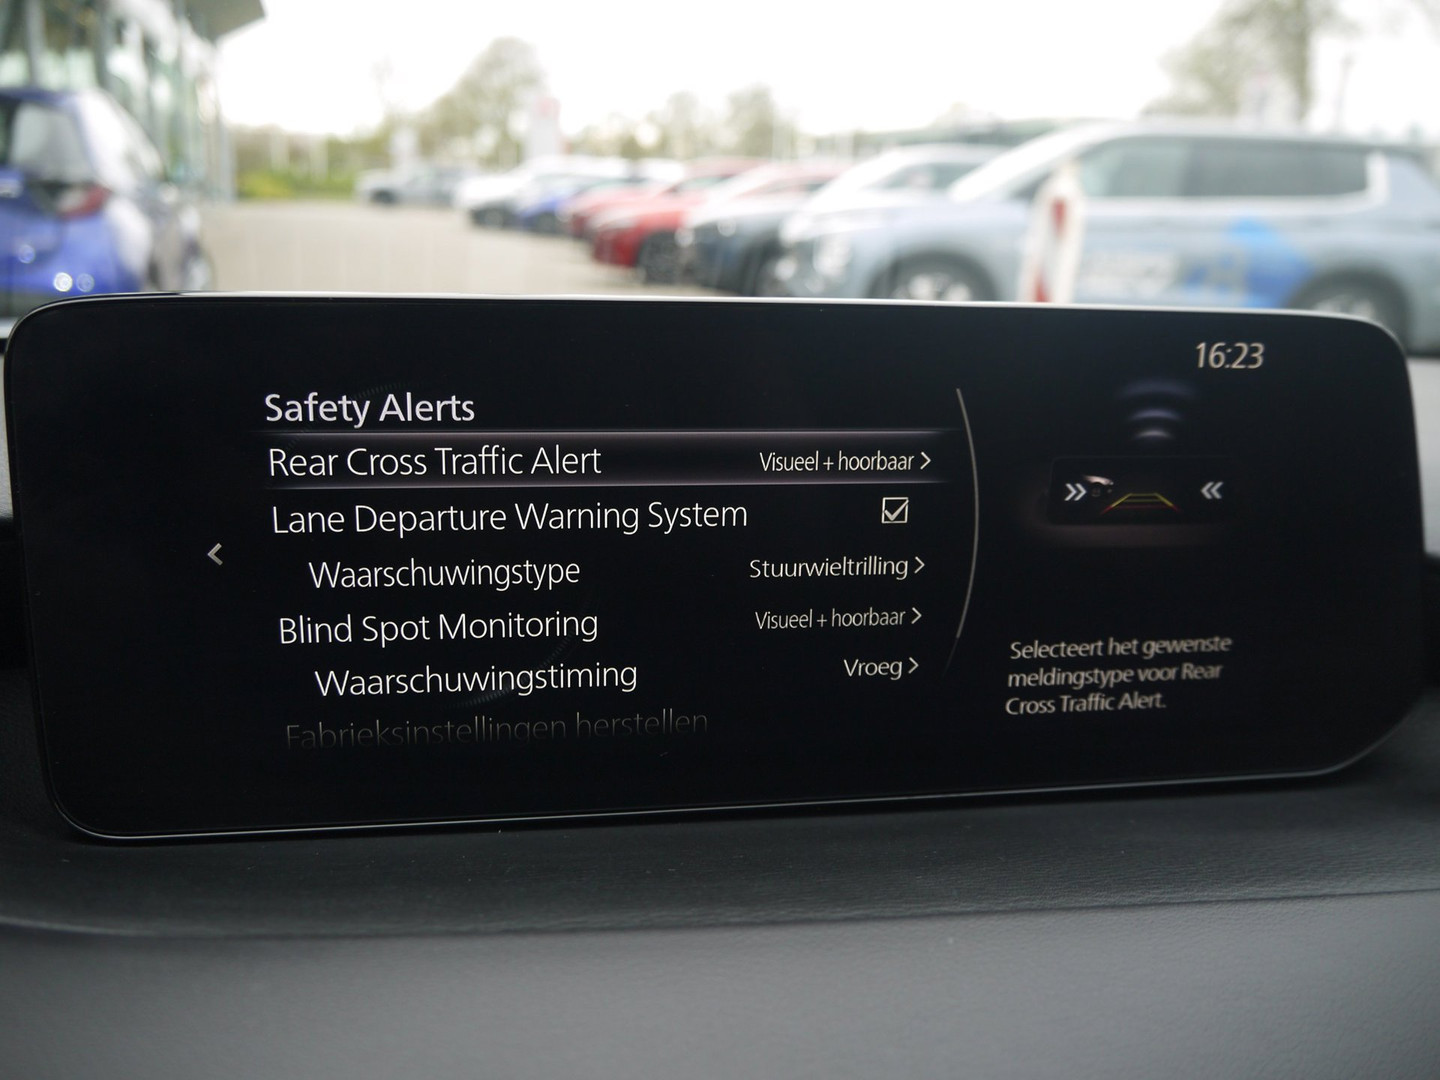 16:23
Safety Alerts
Rear Cross Traffic Alert Visueel + hoorbaar
Lane Departure Warning System
Waarschuwingstype Stuurwieltrilling
Blind Spot Monitoring Visueel + hoorbaar
Waarschuwingstiming Vroeg
Fabrieksinstellingen herstellen
Selecteert het gewenste
meldingstype voor Rear
Cross Traffic Alert.